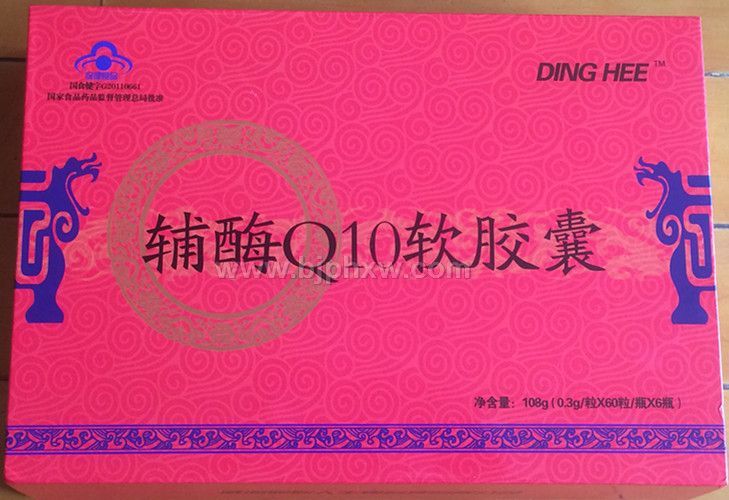 保健食品
国食健字G20110661
国家食品药品监督管理总局批准
DING HEE™
辅酶Q10软胶囊
www.bjphxw.com
净含量：108g（0.3g/粒X60粒/瓶X6瓶）